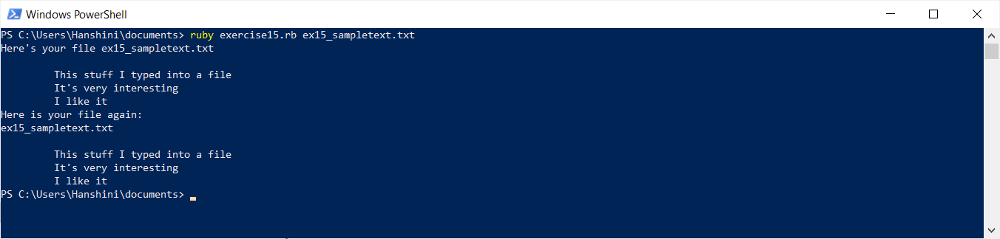 Windows PowerShell
PS C:\Users\Hanshini\documents> ruby exercise15.rb ex15_sampletext.txt
Here's your file ex15_sampletext.txt
This stuff I typed into a file
It's very interesting
I like it
Here is your file again:
ex15_sampletext.txt
This stuff I typed into a file
It's very interesting
I like it
PS C:\Users\Hanshini\documents>